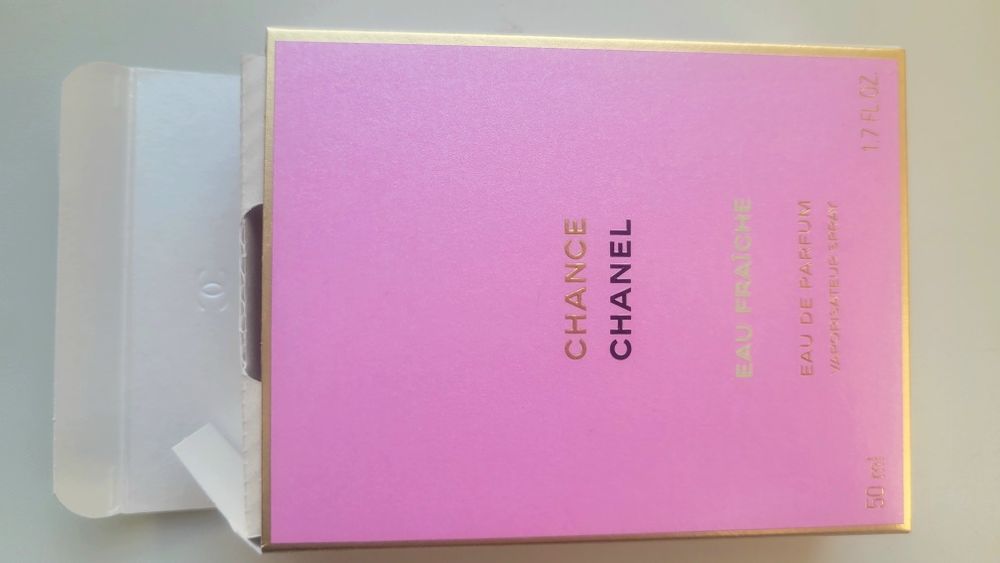 CHANCE
CHANEL
EAU FRAÎCHE
EAU DE PARFUM
VAPORISATEUR SPRAY
50 ml 1.7 FL.OZ.